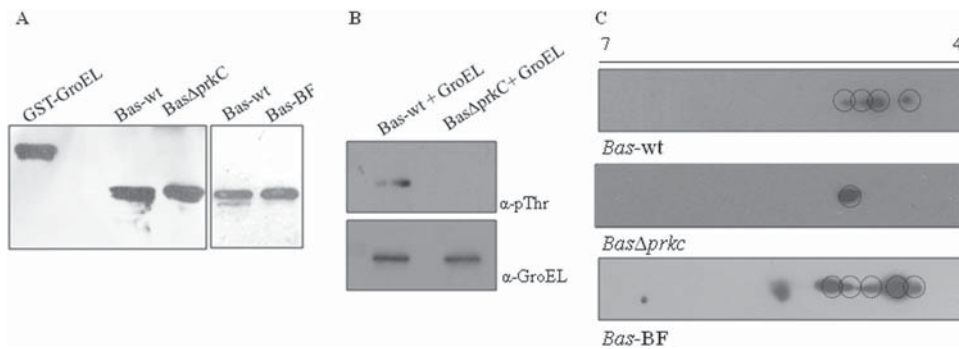 A
GST-GroEL
Bas-wt
BasΔprkC
Bas-wt
Bas-BF
B
Bas-wt + GroEL
BasΔprkC + GroEL
α-pThr
α-GroEL
C
7 4
Bas-wt
BasΔprkc
Bas-BF